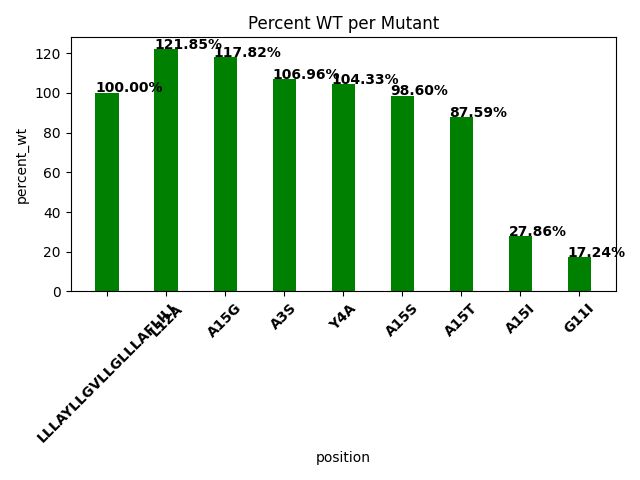 Percent WT per Mutant
percent_wt
120
100
80
60
40
20
0
100.00%
121.85%
117.82%
106.96%
104.33%
98.60%
87.59%
27.86%
17.24%
L12A
A15G
A3S
Y4A
A15S
A15T
A15I
G11I
position